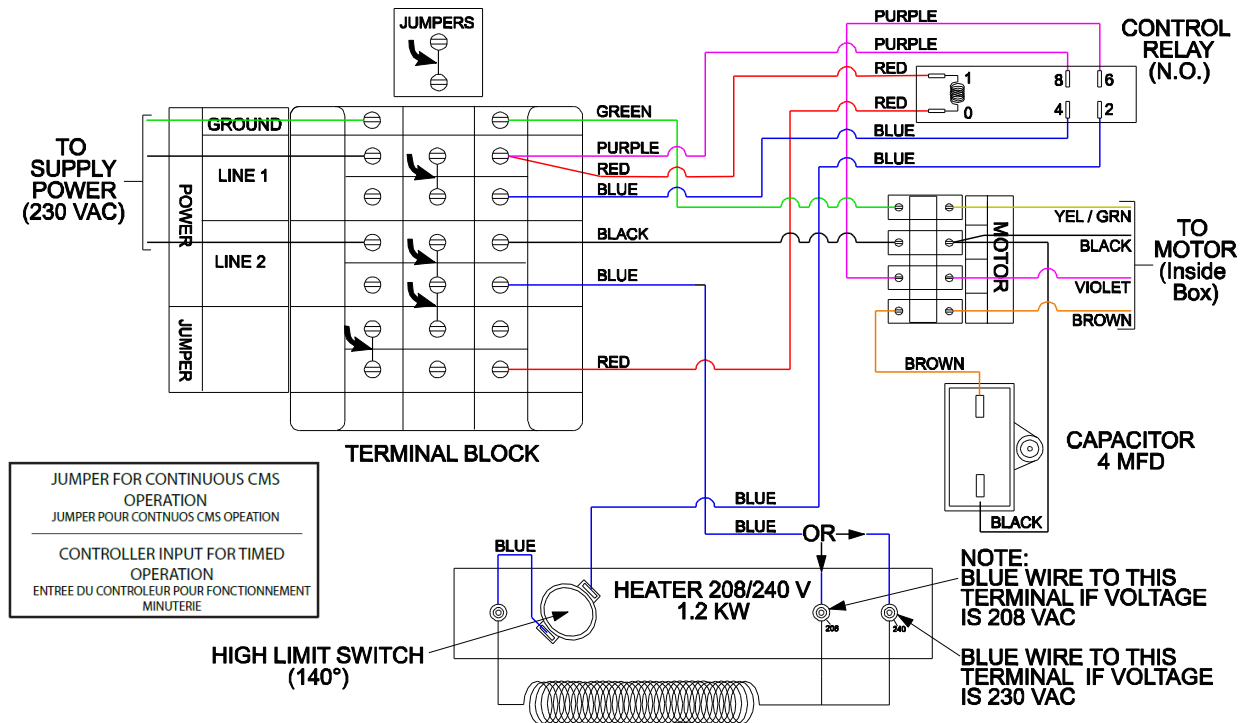 JUMPERS
PURPLE
PURPLE
RED
RED
BLUE
BLUE
CONTROL
RELAY
(N.O.)
1
0
8
6
4
2
TO
SUPPLY
POWER
(230 VAC)
POWER
JUMPER
GROUND
LINE 1
LINE 2
GREEN
PURPLE
RED
BLUE
BLACK
BLUE
RED
TERMINAL BLOCK
MOTOR
YEL / GRN
BLACK
VIOLET
BROWN
TO
MOTOR
(Inside
Box)
BROWN
CAPACITOR
4 MFD
BLACK
JUMPER FOR CONTINUOUS CMS
OPERATION
JUMPER POUR CONTNUOS CMS OPEATION
CONTROLLER INPUT FOR TIMED
OPERATION
ENTREE DU CONTROLEUR POUR FONCTIONNEMENT
MINUTERIE
BLUE
BLUE
BLUE
OR
HEATER 208/240 V
1.2 KW
208
240
HIGH LIMIT SWITCH
(140°)
NOTE:
BLUE WIRE TO THIS
TERMINAL IF VOLTAGE
IS 208 VAC
BLUE WIRE TO THIS
TERMINAL IF VOLTAGE
IS 230 VAC